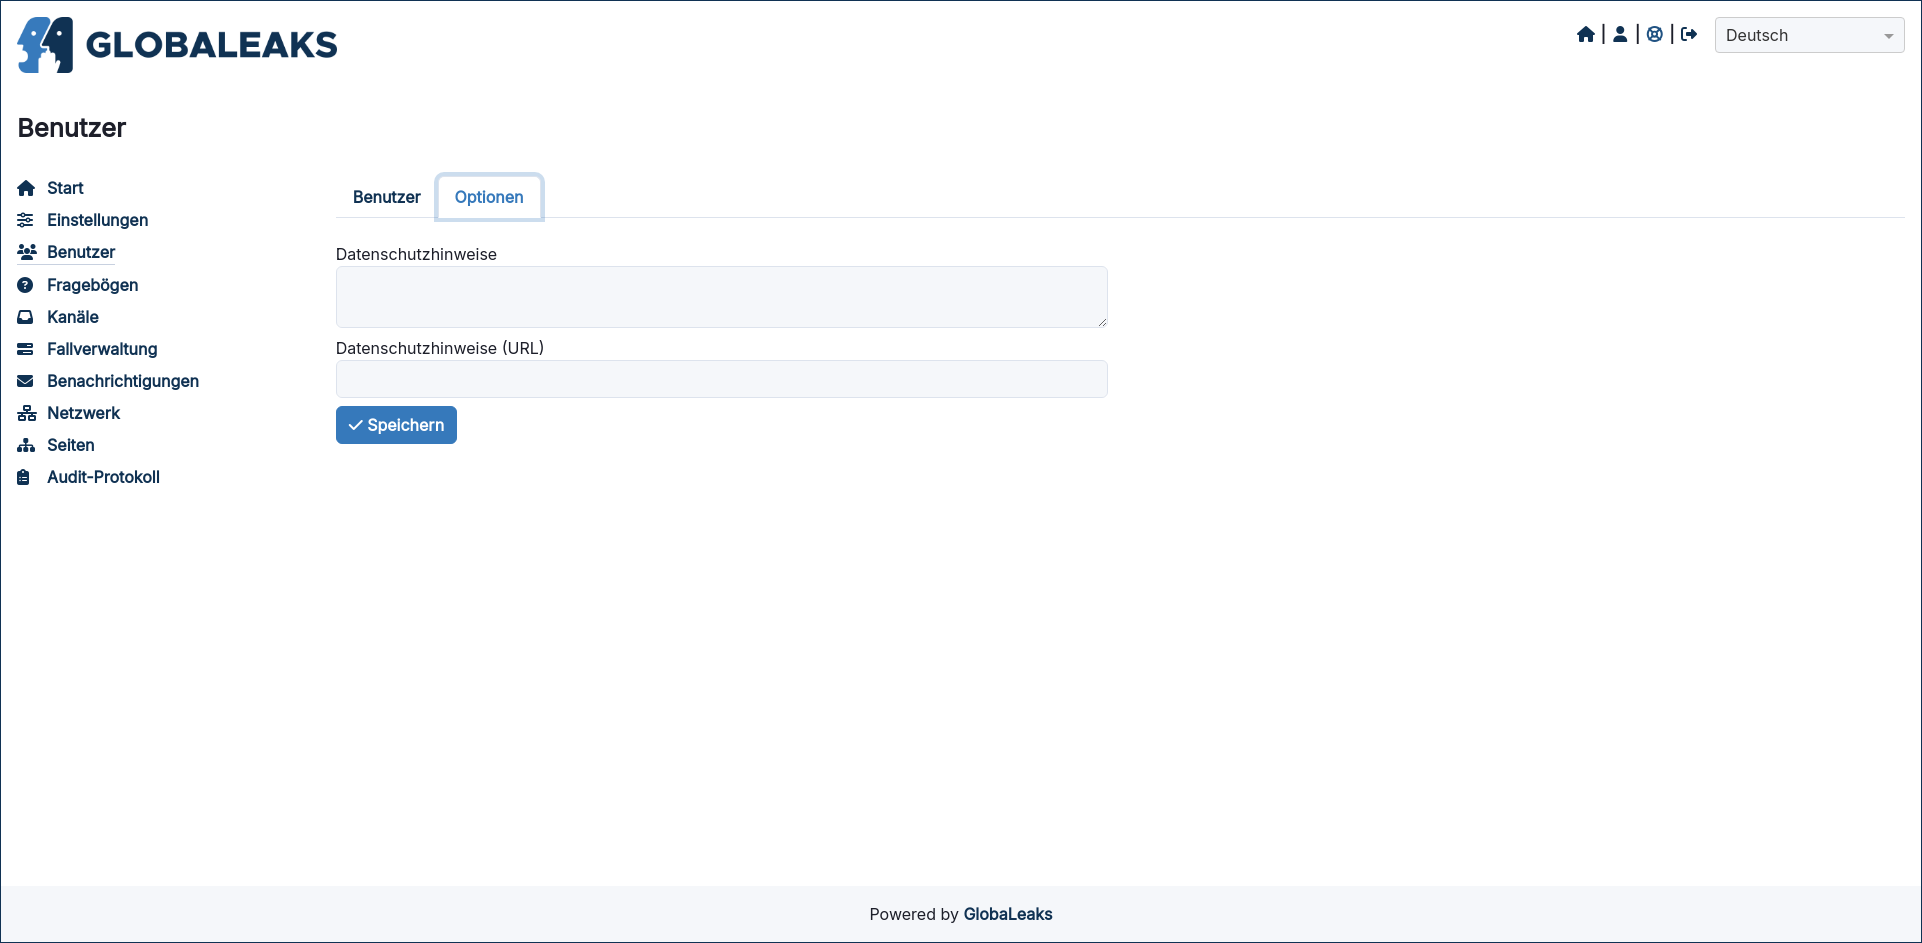 GLOBALEAKS
Deutsch
Benutzer
Start
Einstellungen
Benutzer
Fragebögen
Kanäle
Fallverwaltung
Benachrichtigungen
Netzwerk
Seiten
Audit-Protokoll
Benutzer
Optionen
Datenschutzhinweise
Datenschutzhinweise (URL)
Speichern
Powered by GlobaLeaks